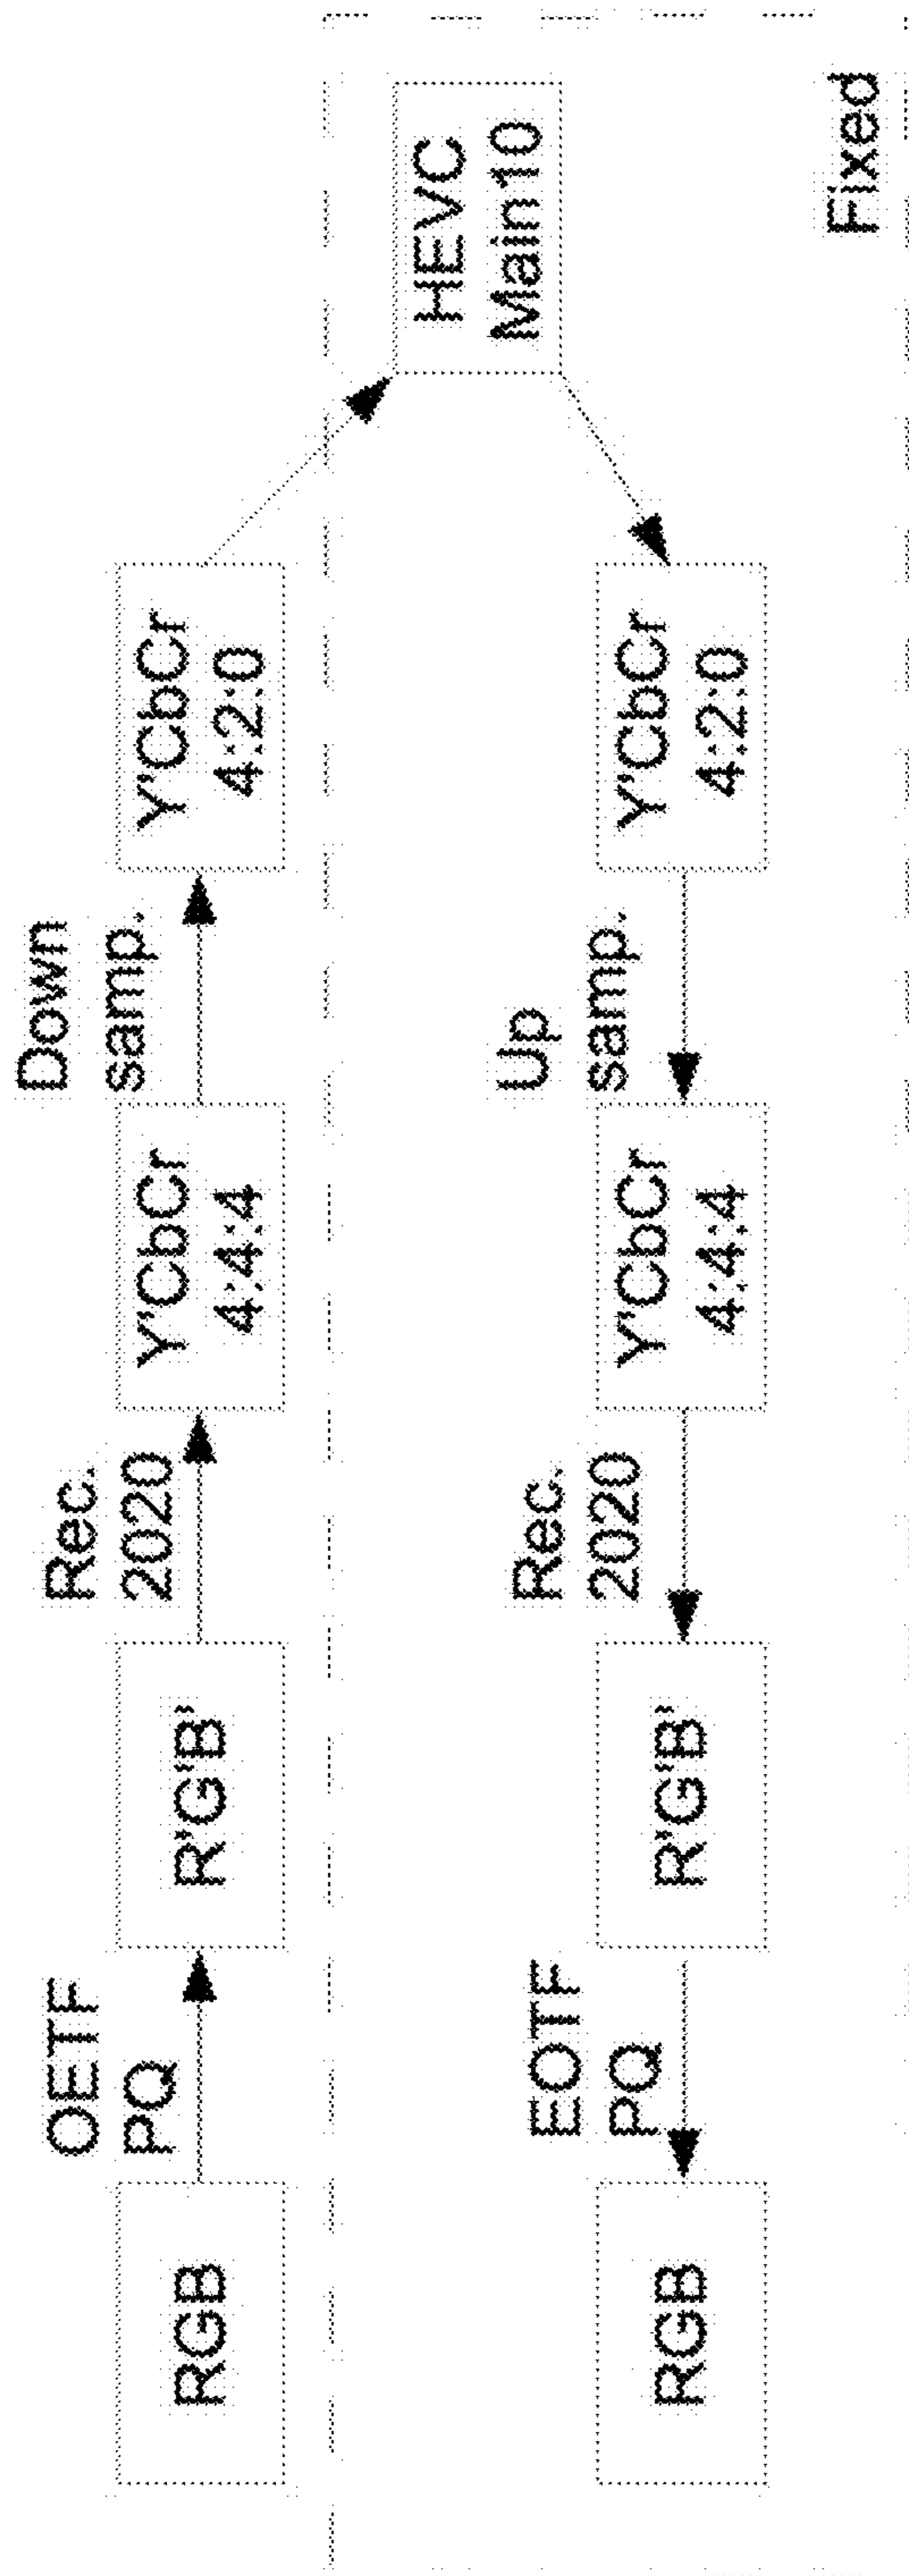 RGB
OETF
PQ
R'G'B'
Rec.
2020
Y'CbCr
4:4:4
Down
samp.
Y'CbCr
4:2:0
HEVC
Main10
Y'CbCr
4:2:0
Up
samp.
Y'CbCr
4:4:4
Rec.
2020
R'G'B'
EOTF
PQ
RGB
Fixed